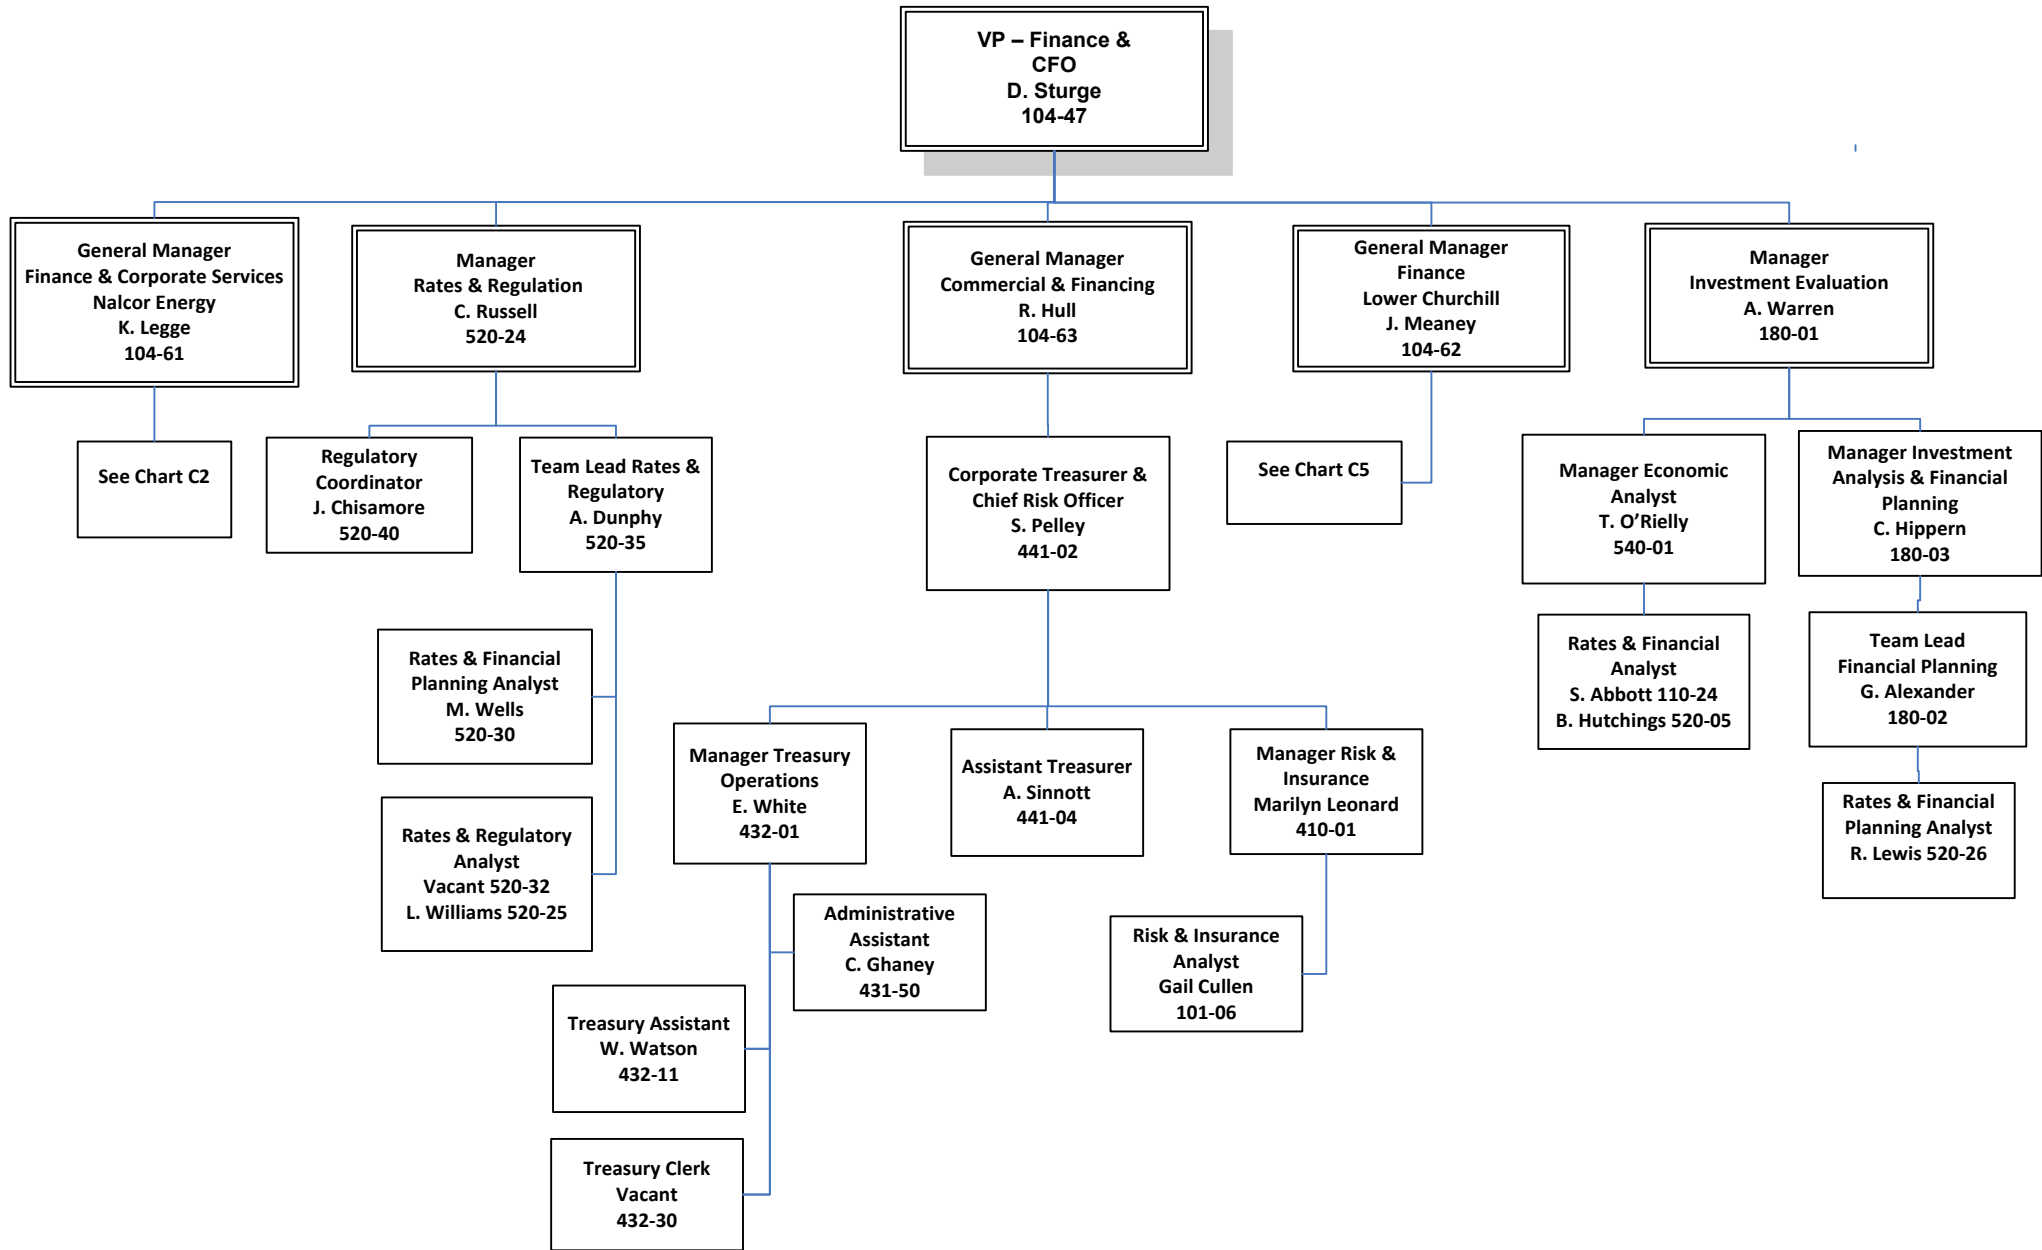 VP – Finance &
CFO
D. Sturge
104-47
General Manager
Finance & Corporate Services
Nalcor Energy
K. Legge
104-61
Manager
Rates & Regulation
C. Russell
520-24
General Manager
Commercial & Financing
R. Hull
104-63
General Manager
Finance
Lower Churchill
J. Meaney
104-62
Manager
Investment Evaluation
A. Warren
180-01
See Chart C2
Regulatory
Coordinator
J. Chisamore
520-40
Team Lead Rates &
Regulatory
A. Dunphy
520-35
Corporate Treasurer &
Chief Risk Officer
S. Pelley
441-02
See Chart C5
Manager Economic
Analyst
T. O’Rielly
540-01
Manager Investment
Analysis & Financial
Planning
C. Hippern
180-03
Rates & Financial
Planning Analyst
M. Wells
520-30
Rates & Financial
Analyst
S. Abbott 110-24
B. Hutchings 520-05
Team Lead
Financial Planning
G. Alexander
180-02
Manager Treasury
Operations
E. White
432-01
Assistant Treasurer
A. Sinnott
441-04
Manager Risk &
Insurance
Marilyn Leonard
410-01
Rates & Financial
Planning Analyst
R. Lewis 520-26
Rates & Regulatory
Analyst
Vacant 520-32
L. Williams 520-25
Administrative
Assistant
C. Ghaney
431-50
Risk & Insurance
Analyst
Gail Cullen
101-06
Treasury Assistant
W. Watson
432-11
Treasury Clerk
Vacant
432-30